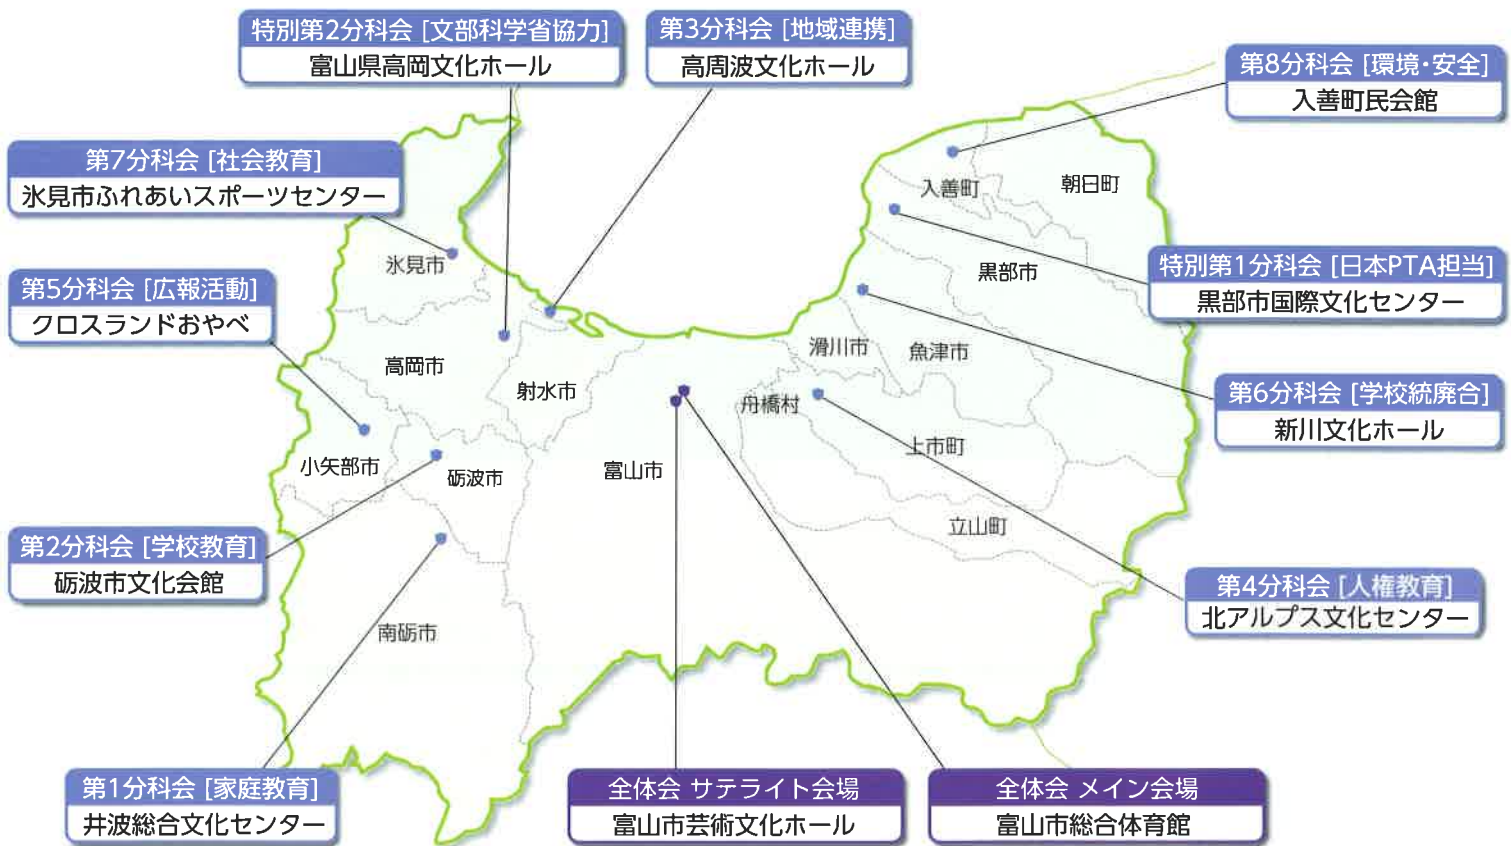 特別第2分科会 [文部科学省協力]
富山県高岡文化ホール
第3分科会 [地域連携]
高周波文化ホール
第8分科会 [環境・安全]
入善町民会館
第7分科会 [社会教育]
氷見市ふれあいスポーツセンター
朝日町
入善町
氷見市
黒部市
特別第1分科会 [日本PTA担当]
黒部市国際文化センター
第5分科会 [広報活動]
クロスランドおやべ
高岡市
射水市
滑川市
魚津市
舟橋村
第6分科会 [学校統廃合]
新川文化ホール
上市町
小矢部市
砺波市
富山市
立山町
第2分科会 [学校教育]
砺波市文化会館
第4分科会 [人権教育]
北アルプス文化センター
南砺市
第1分科会 [家庭教育]
井波総合文化センター
全体会 サテライト会場
富山市芸術文化ホール
全体会 メイン会場
富山市総合体育館